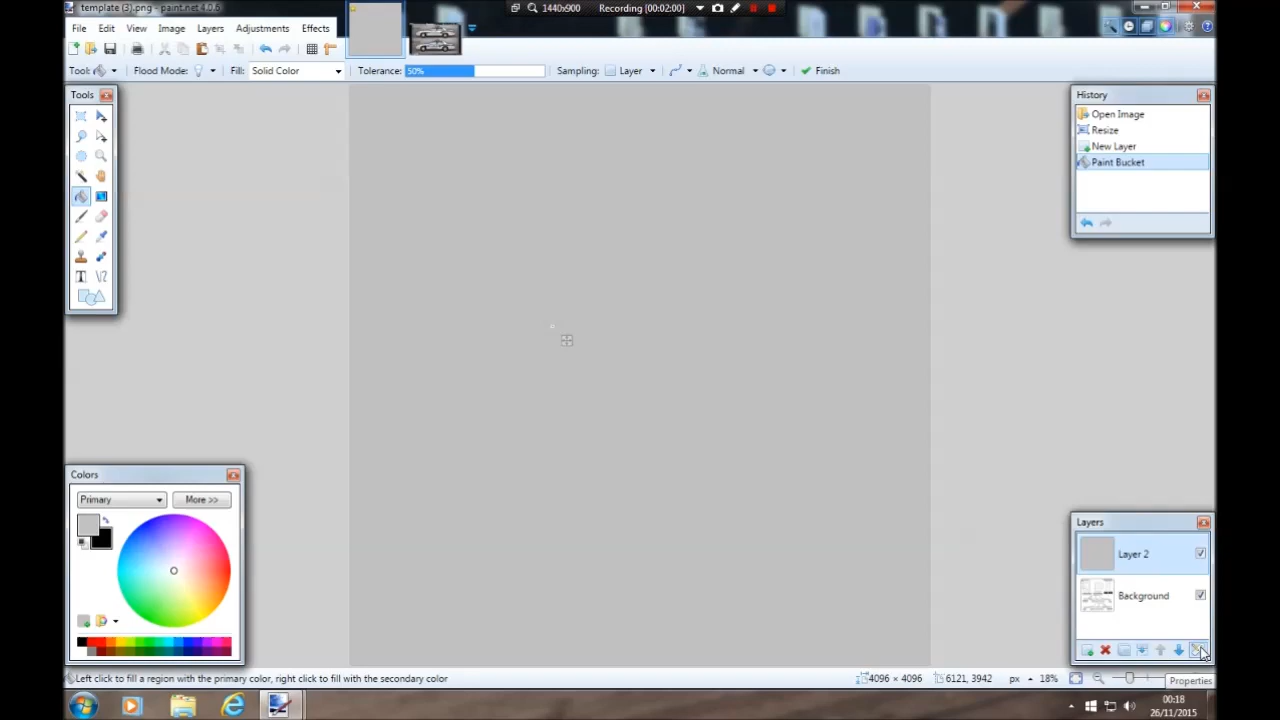 template (3).png - paint.net 4.0.6
1440x900
Recording [00:02:00]
File Edit View Image Layers Adjustments Effects
Tool: Flood Mode: Fill: Solid Color Tolerance: 50% Sampling: Layer Normal Finish
Tools
History
Open Image
Resize
New Layer
Paint Bucket
Colors
Primary
More >>
Layers
Layer 2
Background
Left click to fill a region with the primary color, right click to fill with the secondary color
4096 × 4096
6121, 3942
px
18%
Properties
00:18
26/11/2015